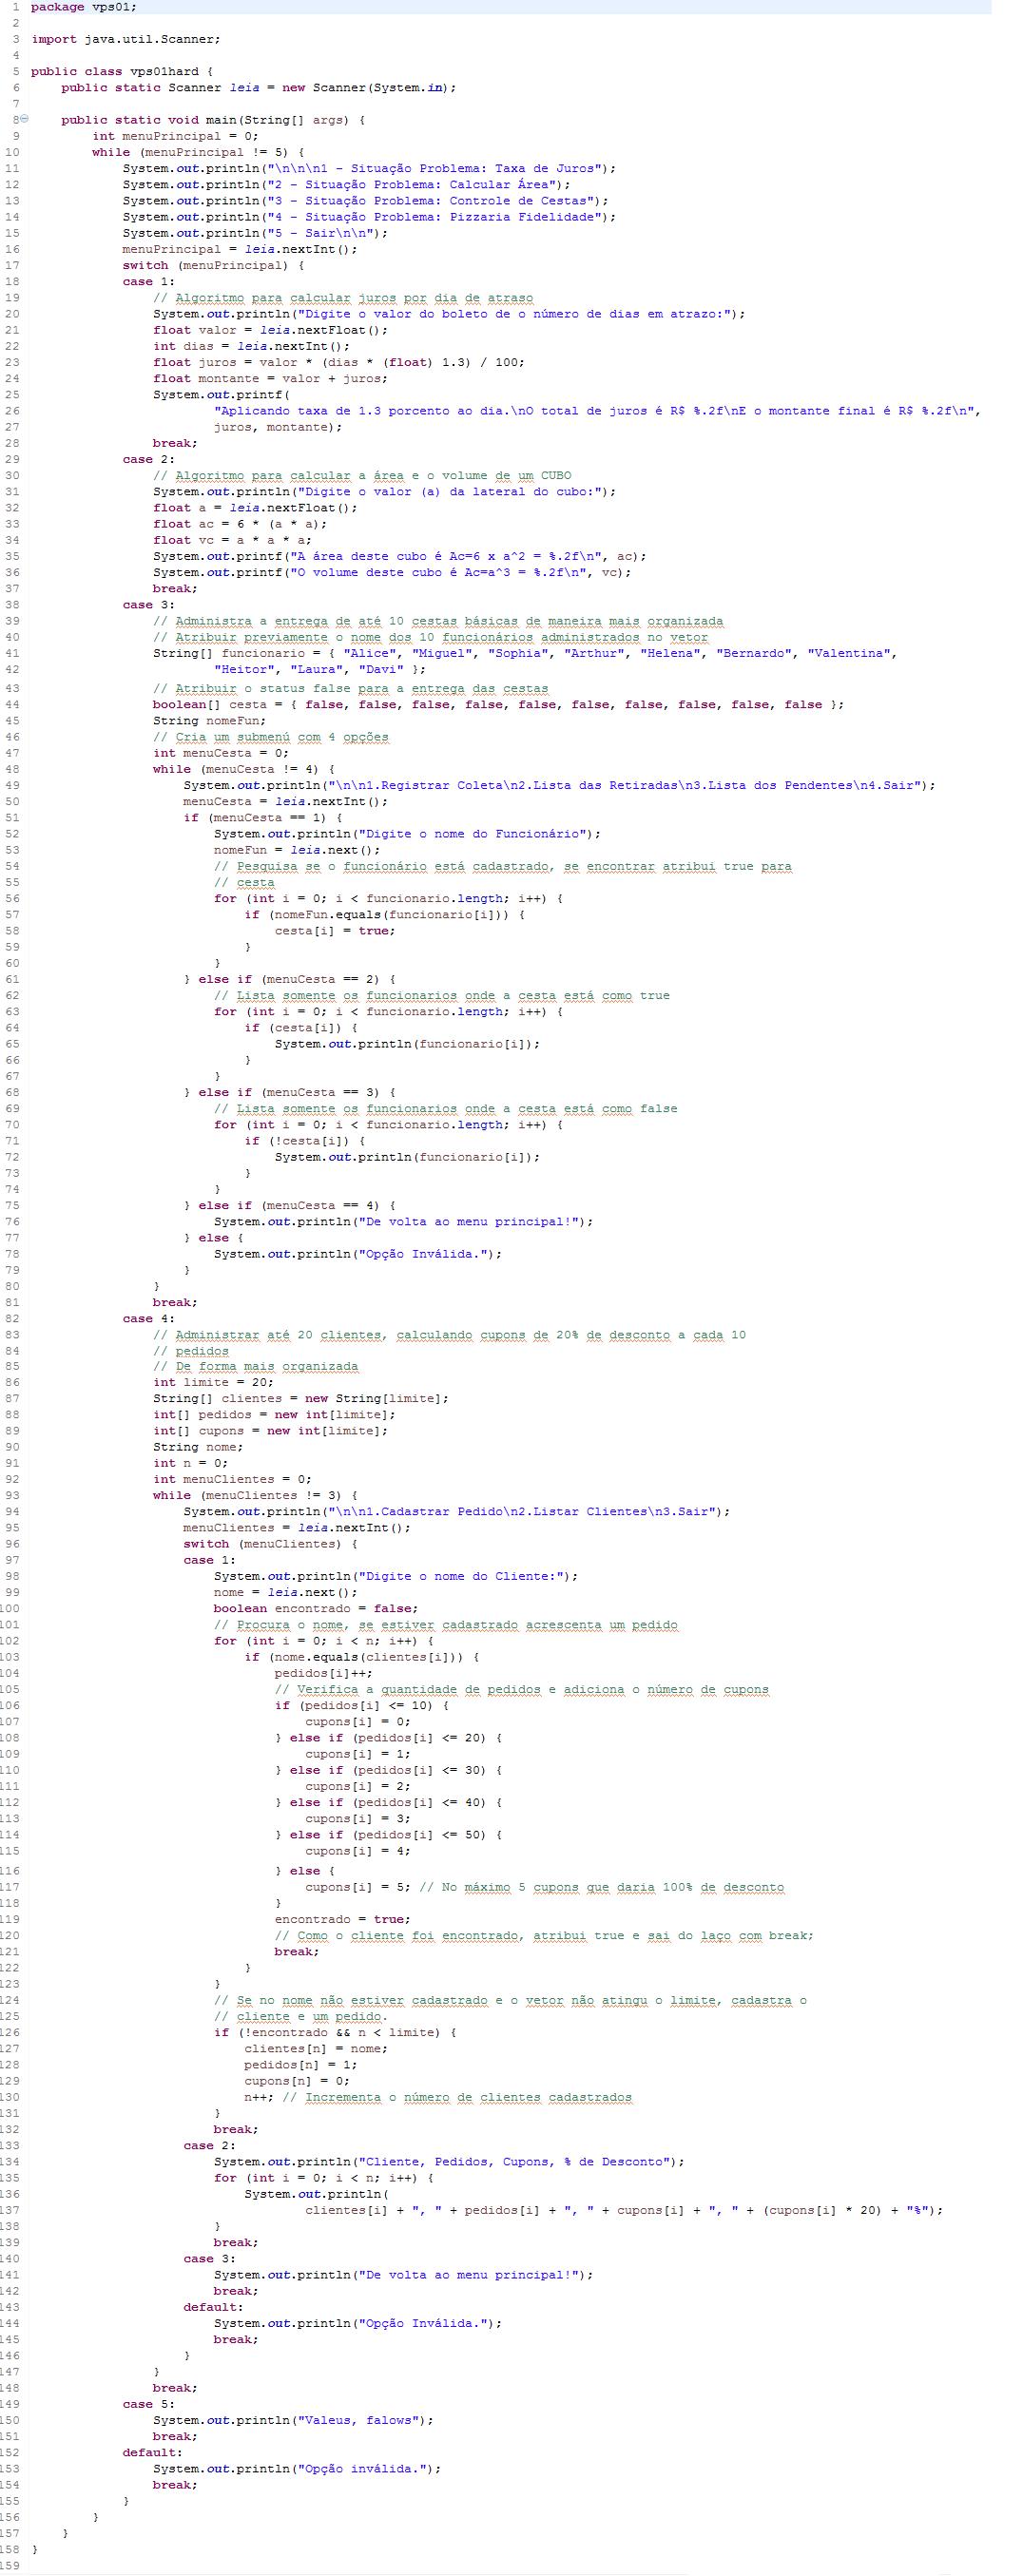 1 package vps01;
2
3 import java.util.Scanner;
4
5 public class vps01hard {
6     public static Scanner leia = new Scanner(System.in);
7
8     public static void main(String[] args) {
9         int menuPrincipal = 0;
10         while (menuPrincipal != 5) {
11             System.out.println("\n\n\n1 - Situação Problema: Taxa de Juros");
12             System.out.println("2 - Situação Problema: Calcular Área");
13             System.out.println("3 - Situação Problema: Controle de Cestas");
14             System.out.println("4 - Situação Problema: Pizzaria Fidelidade");
15             System.out.println("5 - Sair\n\n");
16             menuPrincipal = leia.nextInt();
17             switch (menuPrincipal) {
18             case 1:
19                 // Algoritmo para calcular juros por dia de atraso
20                 System.out.println("Digite o valor do boleto de o número de dias em atrazo:");
21                 float valor = leia.nextFloat();
22                 int dias = leia.nextInt();
23                 float juros = valor * (dias * (float) 1.3) / 100;
24                 float montante = valor + juros;
25                 System.out.printf(
26                         "Aplicando taxa de 1.3 porcento ao dia.\nO total de juros é R$ %.2f\nE o montante final é R$ %.2f\n",
27                         juros, montante);
28                 break;
29             case 2:
30                 // Algoritmo para calcular a área e o volume de um CUBO
31                 System.out.println("Digite o valor (a) da lateral do cubo:");
32                 float a = leia.nextFloat();
33                 float ac = 6 * (a * a);
34                 float vc = a * a * a;
35                 System.out.printf("A área deste cubo é Ac=6 x a^2 = %.2f\n", ac);
36                 System.out.printf("O volume deste cubo é Ac=a^3 = %.2f\n", vc);
37                 break;
38             case 3:
39                 // Administra a entrega de até 10 cestas básicas de maneira mais organizada
40                 // Atribuir previamente o nome dos 10 funcionários administrados no vetor
41                 String[] funcionario = { "Alice", "Miguel", "Sophia", "Arthur", "Helena", "Bernardo", "Valentina",
42                         "Heitor", "Laura", "Davi" };
43                 // Atribuir o status false para a entrega das cestas
44                 boolean[] cesta = { false, false, false, false, false, false, false, false, false, false };
45                 String nomeFun;
46                 // Cria um submenú com 4 opções
47                 int menuCesta = 0;
48                 while (menuCesta != 4) {
49                     System.out.println("\n\n1.Registrar Coleta\n2.Lista das Retiradas\n3.Lista dos Pendentes\n4.Sair");
50                     menuCesta = leia.nextInt();
51                     if (menuCesta == 1) {
52                         System.out.println("Digite o nome do Funcionário");
53                         nomeFun = leia.next();
54                         // Pesquisa se o funcionário está cadastrado, se encontrar atribui true para
55                         // cesta
56                         for (int i = 0; i < funcionario.length; i++) {
57                             if (nomeFun.equals(funcionario[i])) {
58                                 cesta[i] = true;
59                             }
60                         }
61                     } else if (menuCesta == 2) {
62                         // Lista somente os funcionarios onde a cesta está como true
63                         for (int i = 0; i < funcionario.length; i++) {
64                             if (cesta[i]) {
65                                 System.out.println(funcionario[i]);
66                             }
67                         }
68                     } else if (menuCesta == 3) {
69                         // Lista somente os funcionarios onde a cesta está como false
70                         for (int i = 0; i < funcionario.length; i++) {
71                             if (!cesta[i]) {
72                                 System.out.println(funcionario[i]);
73                             }
74                         }
75                     } else if (menuCesta == 4) {
76                         System.out.println("De volta ao menu principal!");
77                     } else {
78                         System.out.println("Opção Inválida.");
79                     }
80                 }
81                 break;
82             case 4:
83                 // Administrar até 20 clientes, calculando cupons de 20% de desconto a cada 10
84                 // pedidos
85                 // De forma mais organizada
86                 int limite = 20;
87                 String[] clientes = new String[limite];
88                 int[] pedidos = new int[limite];
89                 int[] cupons = new int[limite];
90                 String nome;
91                 int n = 0;
92                 int menuClientes = 0;
93                 while (menuClientes != 3) {
94                     System.out.println("\n\n1.Cadastrar Pedido\n2.Listar Clientes\n3.Sair");
95                     menuClientes = leia.nextInt();
96                     switch (menuClientes) {
97                     case 1:
98                         System.out.println("Digite o nome do Cliente:");
99                         nome = leia.next();
100                         boolean encontrado = false;
101                         // Procura o nome, se estiver cadastrado acrescenta um pedido
102                         for (int i = 0; i < n; i++) {
103                             if (nome.equals(clientes[i])) {
104                                 pedidos[i]++;
105                                 // Verifica a quantidade de pedidos e adiciona o número de cupons
106                                 if (pedidos[i] <= 10) {
107                                     cupons[i] = 0;
108                                 } else if (pedidos[i] <= 20) {
109                                     cupons[i] = 1;
110                                 } else if (pedidos[i] <= 30) {
111                                     cupons[i] = 2;
112                                 } else if (pedidos[i] <= 40) {
113                                     cupons[i] = 3;
114                                 } else if (pedidos[i] <= 50) {
115                                     cupons[i] = 4;
116                                 } else {
117                                     cupons[i] = 5; // No máximo 5 cupons que daria 100% de desconto
118                                 }
119                                 encontrado = true;
120                                 // Como o cliente foi encontrado, atribui true e sai do laço com break;
121                                 break;
122                             }
123                         }
124                         // Se no nome não estiver cadastrado e o vetor não atingu o limite, cadastra o
125                         // cliente e um pedido.
126                         if (!encontrado && n < limite) {
127                             clientes[n] = nome;
128                             pedidos[n] = 1;
129                             cupons[n] = 0;
130                             n++; // Incrementa o número de clientes cadastrados
131                         }
132                         break;
133                     case 2:
134                         System.out.println("Cliente, Pedidos, Cupons, % de Desconto");
135                         for (int i = 0; i < n; i++) {
136                             System.out.println(
137                                     clientes[i] + ", " + pedidos[i] + ", " + cupons[i] + ", " + (cupons[i] * 20) + "%");
138                         }
139                         break;
140                     case 3:
141                         System.out.println("De volta ao menu principal!");
142                         break;
143                     default:
144                         System.out.println("Opção Inválida.");
145                         break;
146                     }
147                 }
148                 break;
149             case 5:
150                 System.out.println("Valeus, falows");
151                 break;
152             default:
153                 System.out.println("Opção inválida.");
154                 break;
155             }
156         }
157     }
158 }
159